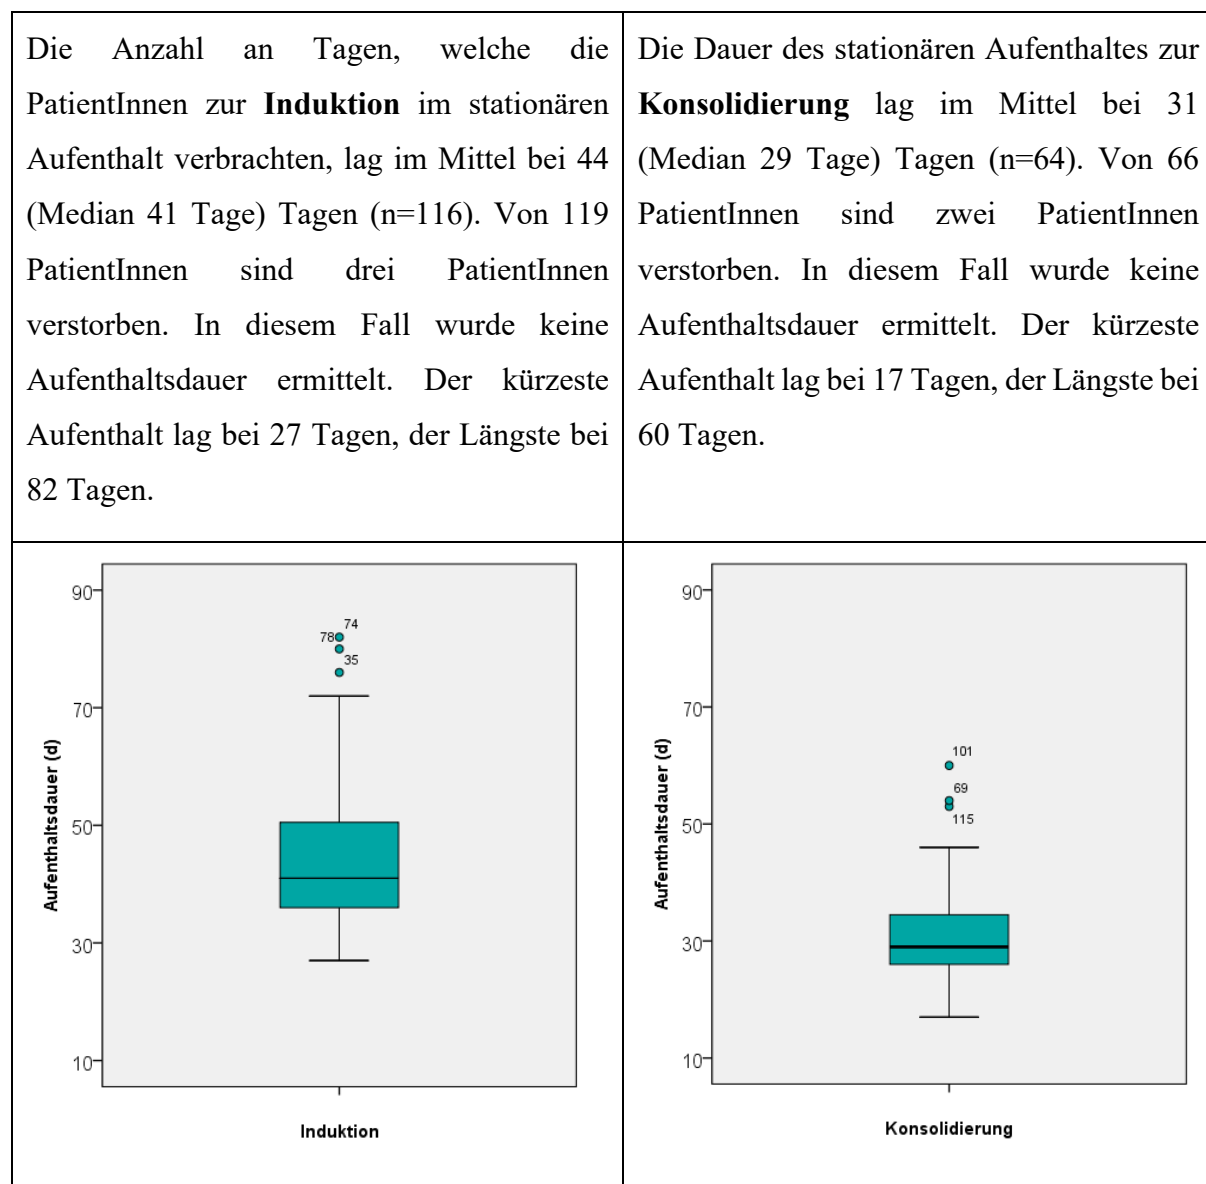 Die Anzahl an Tagen, welche die
PatientInnen zur Induktion im stationären
Aufenthalt verbrachten, lag im Mittel bei 44
(Median 41 Tage) Tagen (n=116). Von 119
PatientInnen sind drei PatientInnen
verstorben. In diesem Fall wurde keine
Aufenthaltsdauer ermittelt. Der kürzeste
Aufenthalt lag bei 27 Tagen, der Längste bei
82 Tagen.
Die Dauer des stationären Aufenthaltes zur
Konsolidierung lag im Mittel bei 31
(Median 29 Tage) Tagen (n=64). Von 66
PatientInnen sind zwei PatientInnen
verstorben. In diesem Fall wurde keine
Aufenthaltsdauer ermittelt. Der kürzeste
Aufenthalt lag bei 17 Tagen, der Längste bei
60 Tagen.
90
70
50
30
10
Aufenthaltsdauer (d)
74
78
35
Induktion
90
70
50
30
10
Aufenthaltsdauer (d)
101
69
115
Konsolidierung